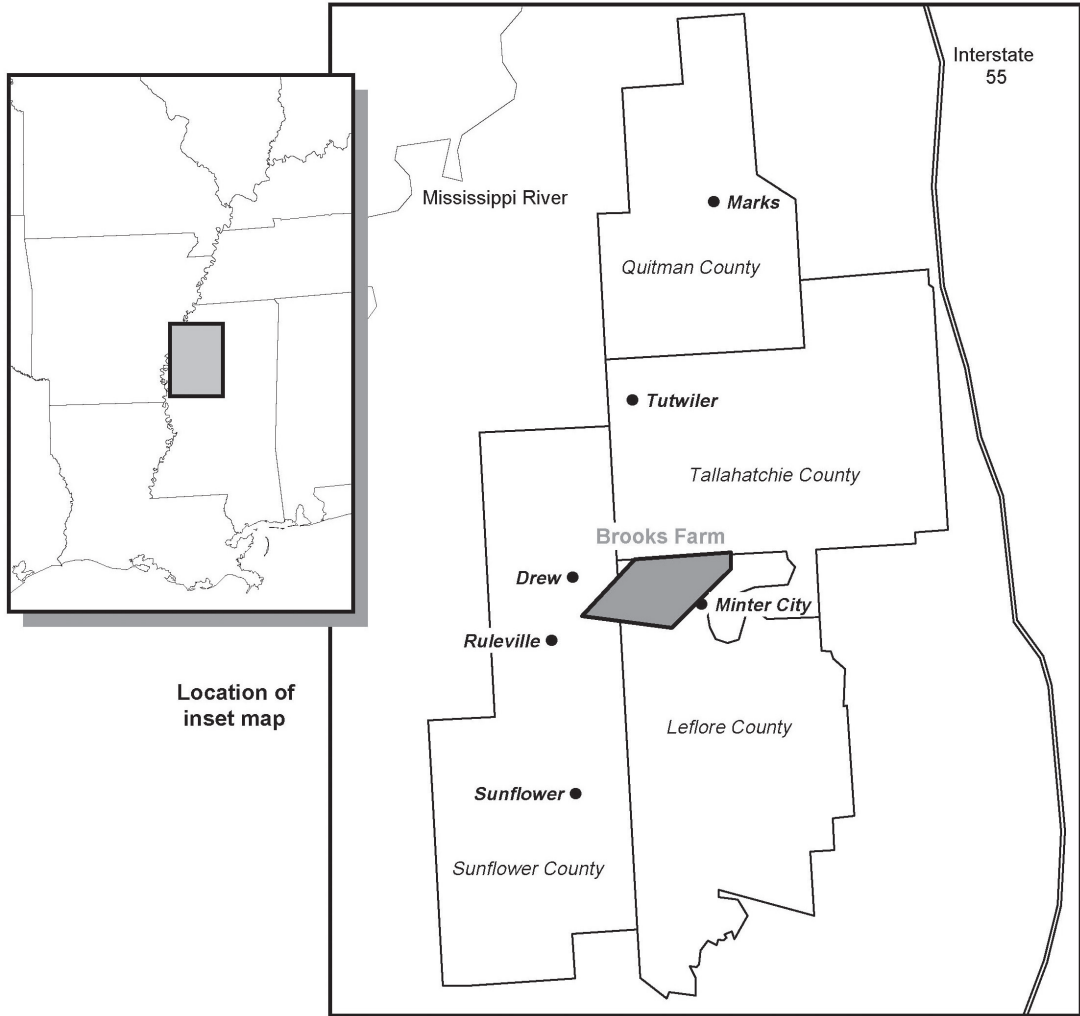 Interstate
55
Mississippi River
Marks
Quitman County
Tutwiler
Tallahatchie County
Brooks Farm
Drew
Minter City
Ruleville
Location of
inset map
Leflore County
Sunflower
Sunflower County